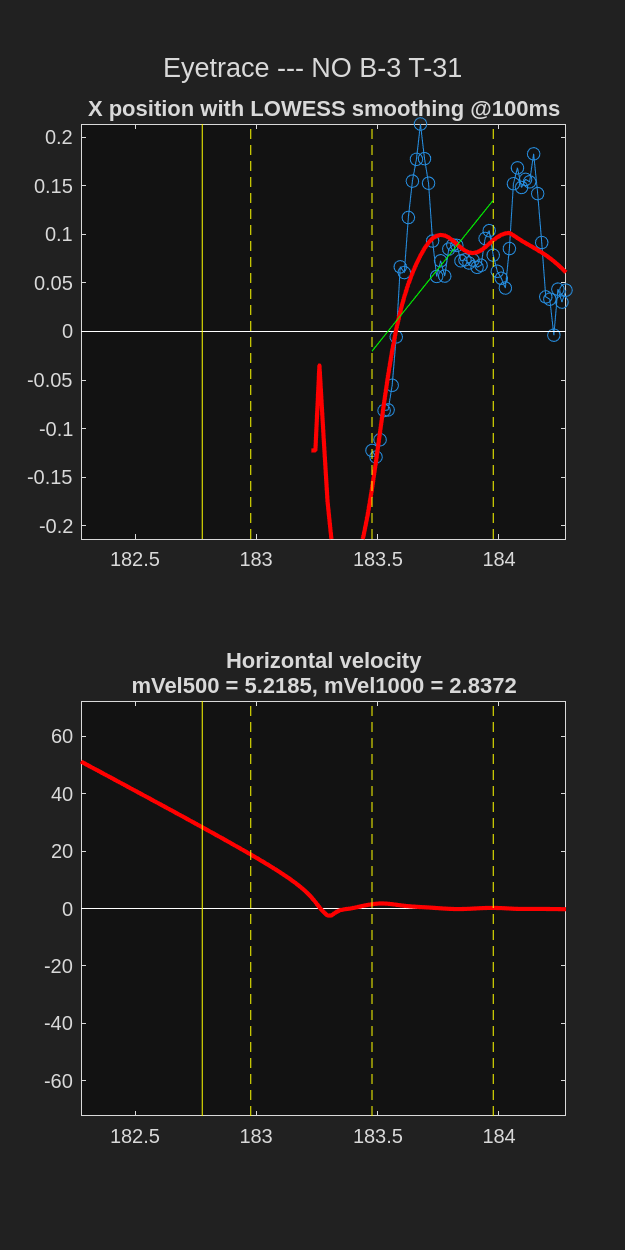 Eyetrace --- NO B-3 T-31
X position with LOWESS smoothing @100ms
0.2
0.15
0.1
0.05
0
-0.05
-0.1
-0.15
-0.2
182.5 183 183.5 184
Horizontal velocity
mVel500 = 5.2185, mVel1000 = 2.8372
60
40
20
0
-20
-40
-60
182.5 183 183.5 184